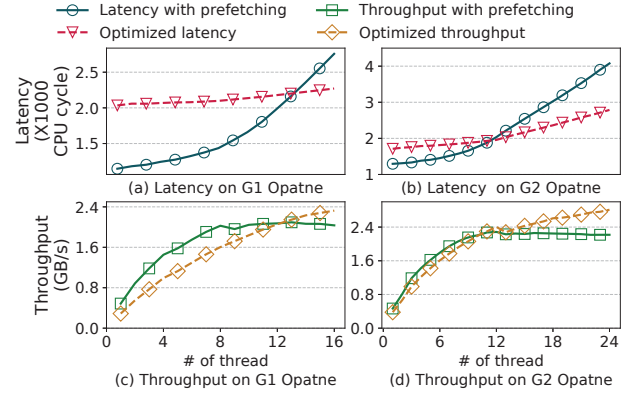 Latency with prefetching
Throughput with prefetching
Optimized latency
Optimized throughput
Latency
(X1000
CPU cycle)
2.5
2.0
1.5
4
3
2
1
(a) Latency on G1 Opatne
(b) Latency on G2 Opatne
Throughput
(GB/s)
2.4
1.6
0.8
0.0
2.4
1.6
0.8
0.0
0 4 8 12 16
0 6 12 18 24
# of thread
# of thread
(c) Throughput on G1 Opatne
(d) Throughput on G2 Opatne